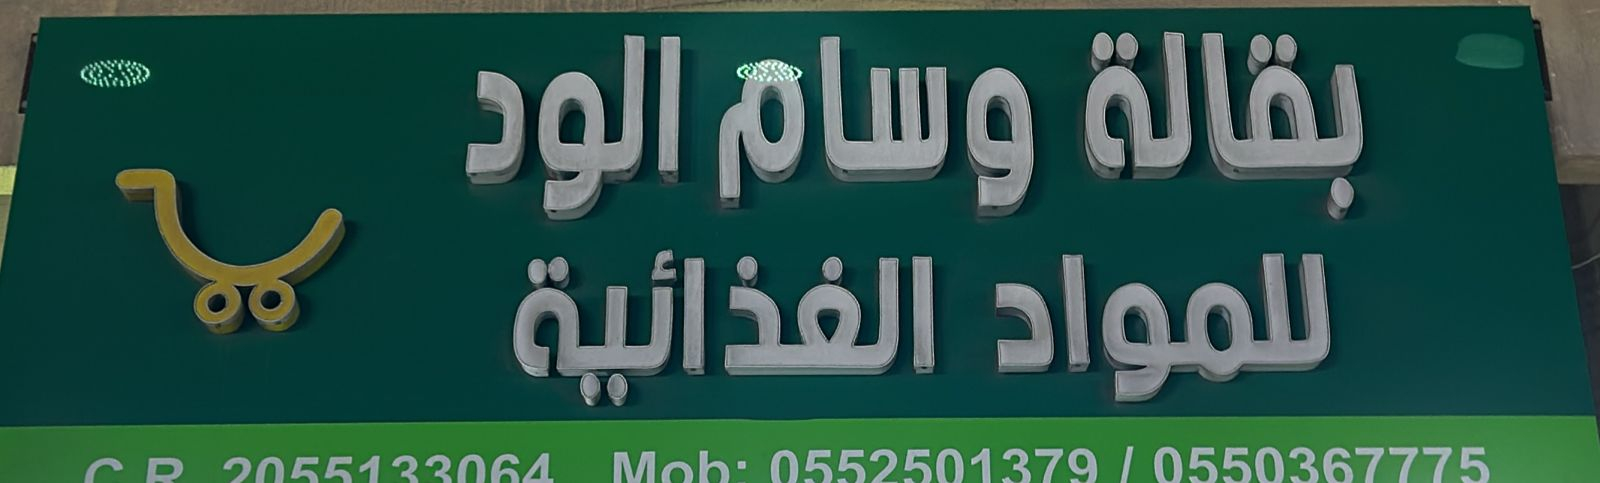 بقالة وسام الود
للمواد الغذائية
C.R. 2055133064 Mob: 0552501379 / 0550367775